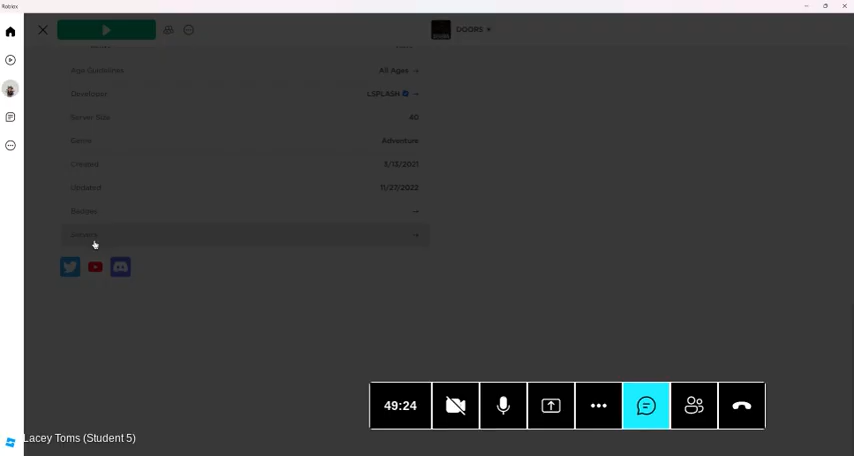 Roblox
DOORS
Age Guidelines All Ages →
Developer LSPLASH →
Server Size 40
Genre Adventure
Created 3/13/2021
Updated 11/27/2022
Badges →
Servers →
49:24
Lacey Toms (Student 5)